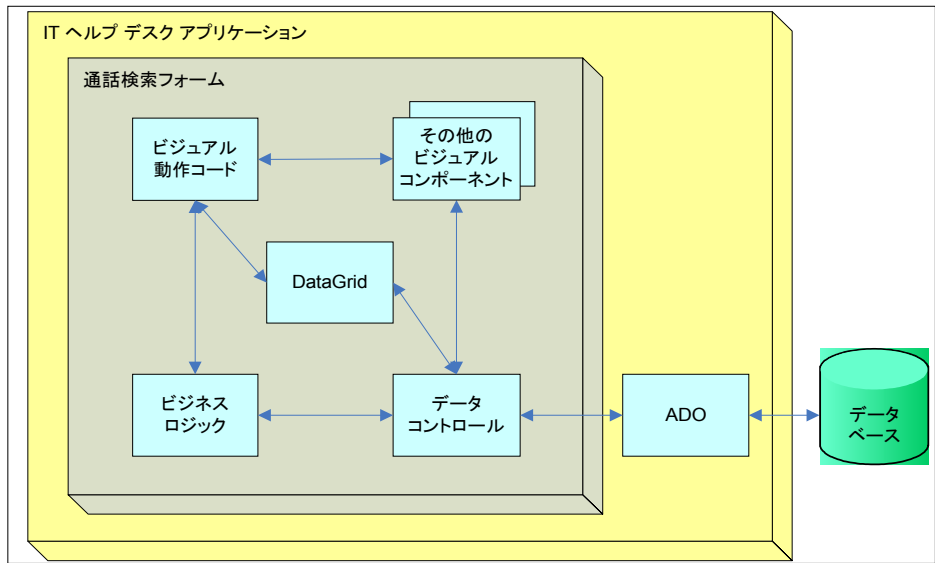 IT ヘルプ デスク アプリケーション
通話検索フォーム
ビジュアル
動作コード
その他の
ビジュアル
コンポーネント
DataGrid
ビジネス
ロジック
データ
コントロール
ADO
データ
ベース